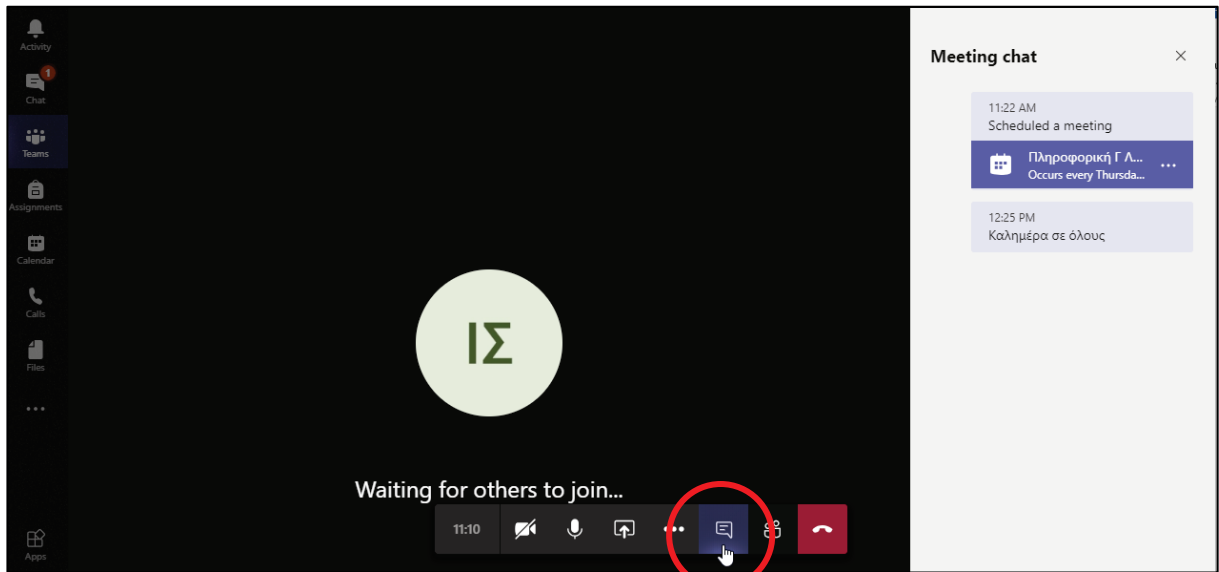 Activity
1
Chat
Teams
Assignments
Calendar
Calls
Files
Apps
ΙΣ
Waiting for others to join...
11:10
Meeting chat
11:22 AM
Scheduled a meeting
Πληροφορική Γ Λ...
Occurs every Thursda...
12:25 PM
Καλημέρα σε όλους